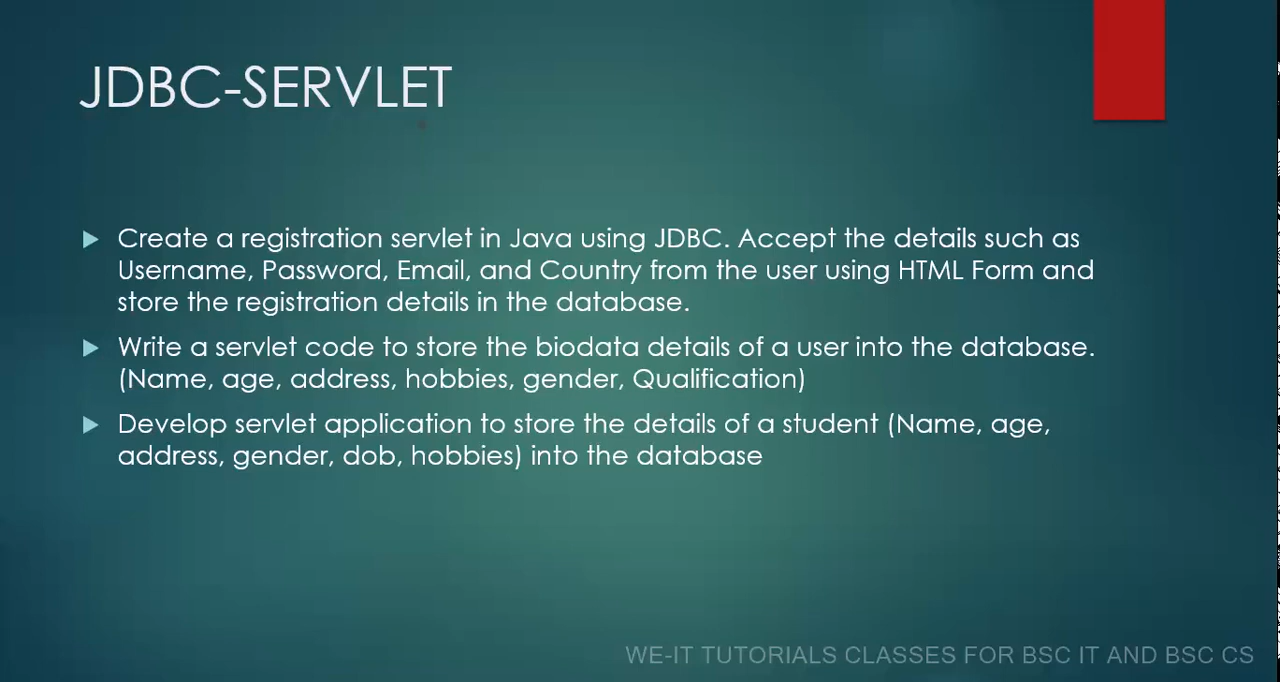 JDBC-SERVLET
Create a registration servlet in Java using JDBC. Accept the details such as
Username, Password, Email, and Country from the user using HTML Form and
store the registration details in the database.
Write a servlet code to store the biodata details of a user into the database.
(Name, age, address, hobbies, gender, Qualification)
Develop servlet application to store the details of a student (Name, age,
address, gender, dob, hobbies) into the database
WE-IT TUTORIALS CLASSES FOR BSC IT AND BSC CS